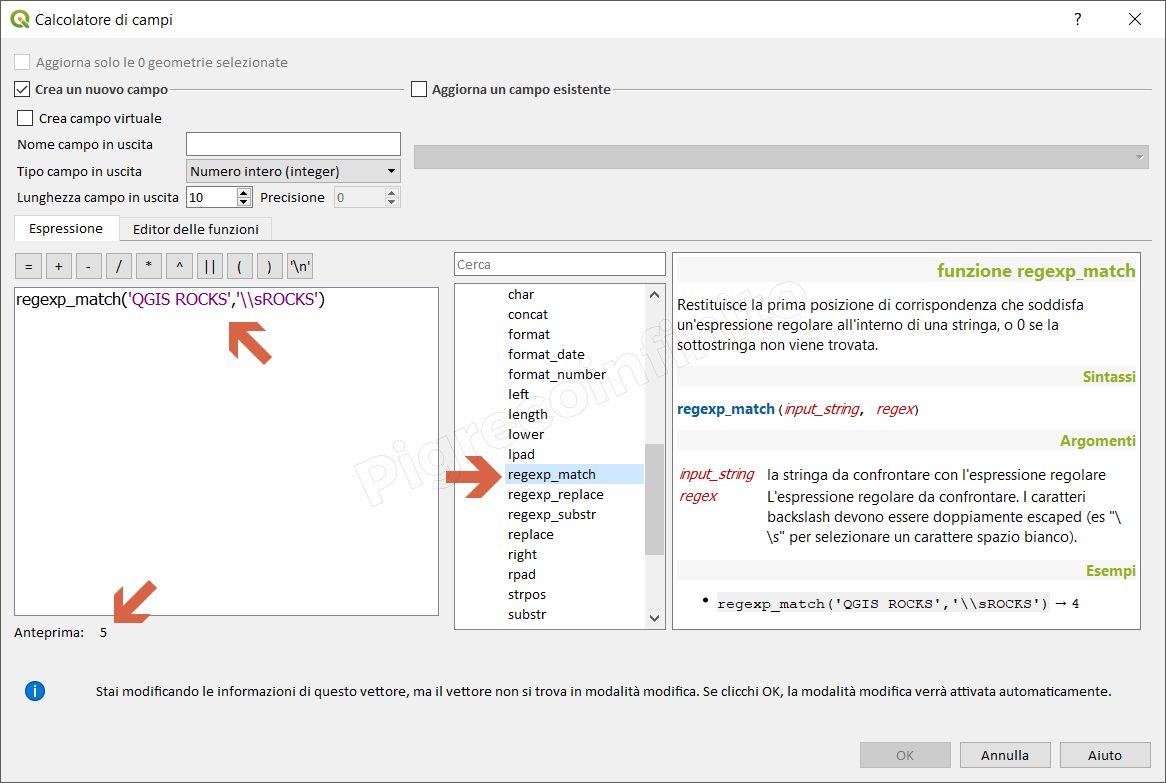 Calcolatore di campi
?
Aggiorna solo le 0 geometrie selezionate
Crea un nuovo campo
Aggiorna un campo esistente
Crea campo virtuale
Nome campo in uscita
Tipo campo in uscita Numero intero (integer)
Lunghezza campo in uscita 10 Precisione 0
Espressione Editor delle funzioni
= + - / * ^ || ( ) '\n'
regexp_match('QGIS ROCKS','\\sROCKS')
Anteprima: 5
Cerca
char
concat
format
format_date
format_number
left
length
lower
lpad
regexp_match
regexp_replace
regexp_substr
replace
right
rpad
strpos
substr
funzione regexp_match
Restituisce la prima posizione di corrispondenza che soddisfa
un'espressione regolare all'interno di una stringa, o 0 se la
sottostringa non viene trovata.
Sintassi
regexp_match (input_string, regex)
Argomenti
input_string la stringa da confrontare con l'espressione regolare
regex L'espressione regolare da confrontare. I caratteri
backslash devono essere doppiamente escaped (es "\
\s" per selezionare un carattere spazio bianco).
Esempi
• regexp_match('QGIS ROCKS','\\sROCKS') → 4
Pigrecoinfinito
i
Stai modificando le informazioni di questo vettore, ma il vettore non si trova in modalità modifica. Se clicchi OK, la modalità modifica verrà attivata automaticamente.
OK Annulla Aiuto